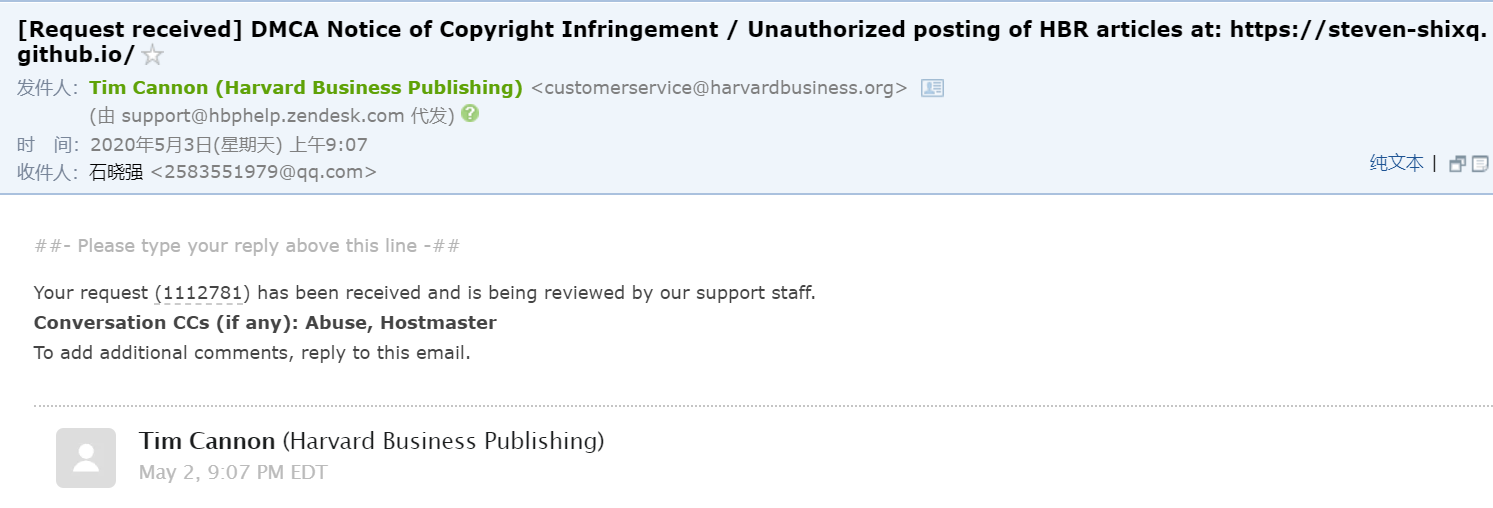 [Request received] DMCA Notice of Copyright Infringement / Unauthorized posting of HBR articles at: https://steven-shixq.
github.io/
发件人: Tim Cannon (Harvard Business Publishing) <customerservice@harvardbusiness.org>
(由 support@hbphelp.zendesk.com 代发)
时 间: 2020年5月3日(星期天) 上午9:07
收件人: 石晓强 <2583551979@qq.com>
纯文本 |
##- Please type your reply above this line -##
Your request (1112781) has been received and is being reviewed by our support staff.
Conversation CCs (if any): Abuse, Hostmaster
To add additional comments, reply to this email.
Tim Cannon (Harvard Business Publishing)
May 2, 9:07 PM EDT